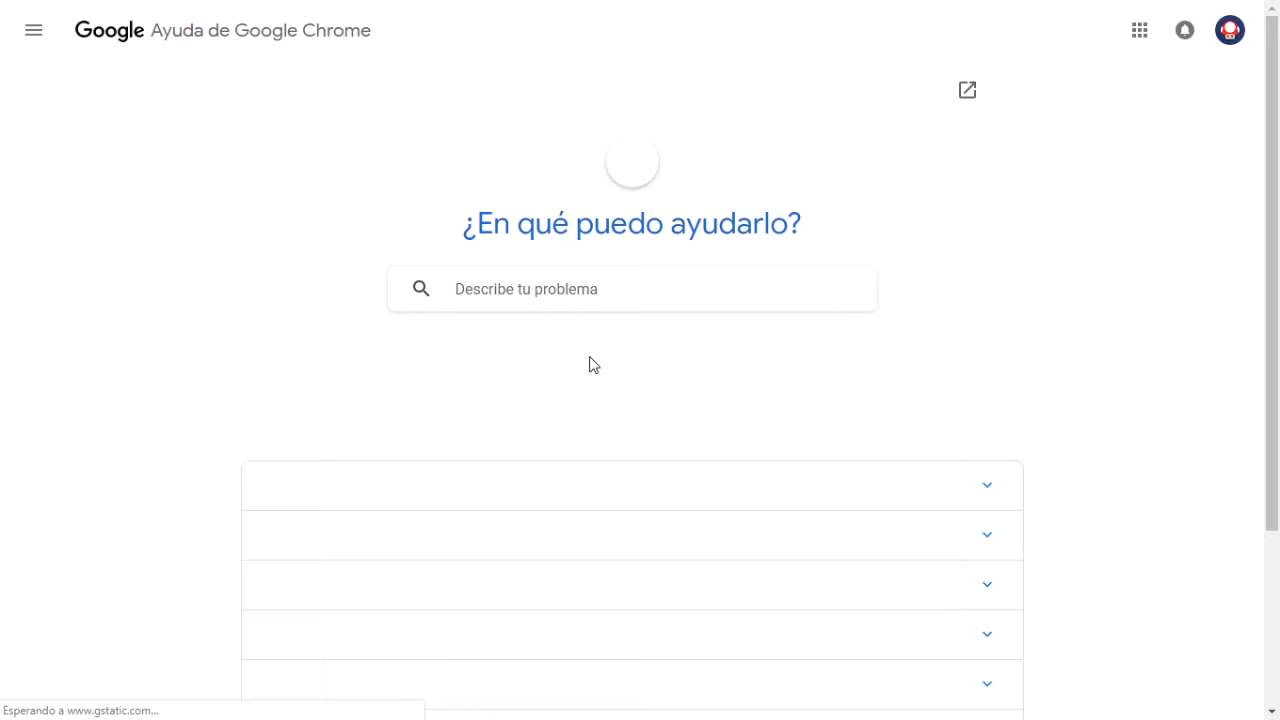 Google Ayuda de Google Chrome
¿En qué puedo ayudarlo?
Describe tu problema
Esperando a www.gstatic.com...